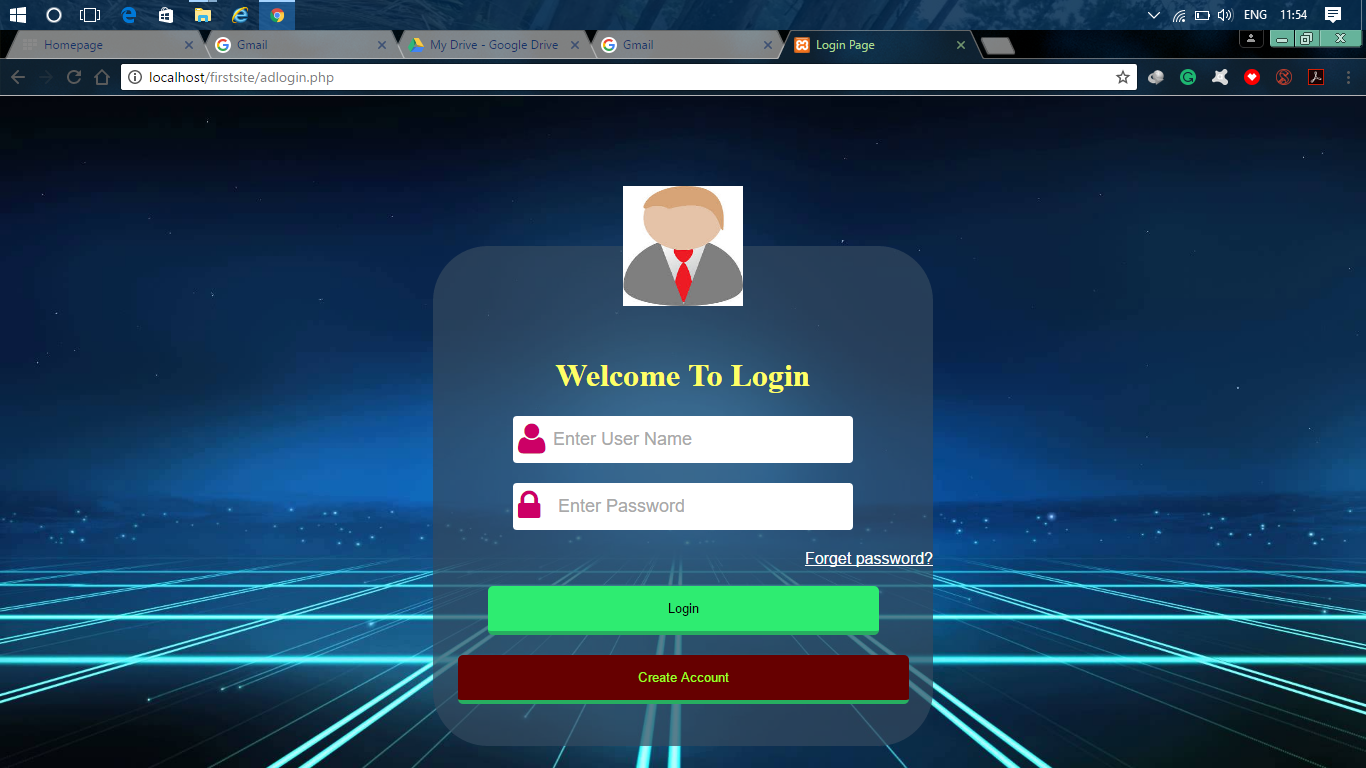 ENG 11:54
Homepage Gmail My Drive - Google Drive Gmail Login Page
localhost/firstsite/adlogin.php
Welcome To Login
Enter User Name
Enter Password
Forget password?
Login
Create Account